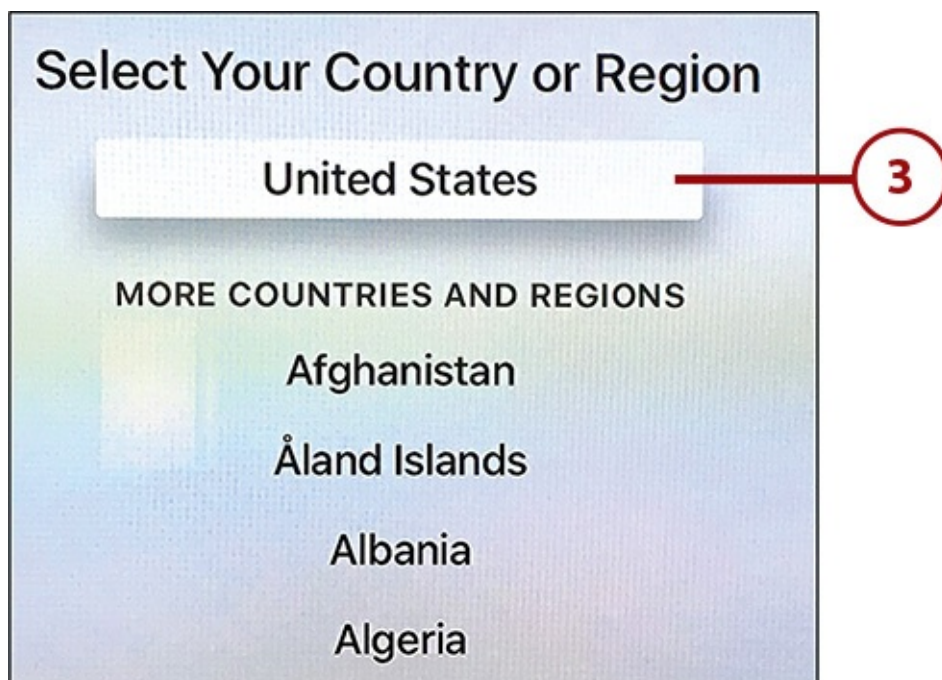 Select Your Country or Region
United States
3
MORE COUNTRIES AND REGIONS
Afghanistan
Åland Islands
Albania
Algeria